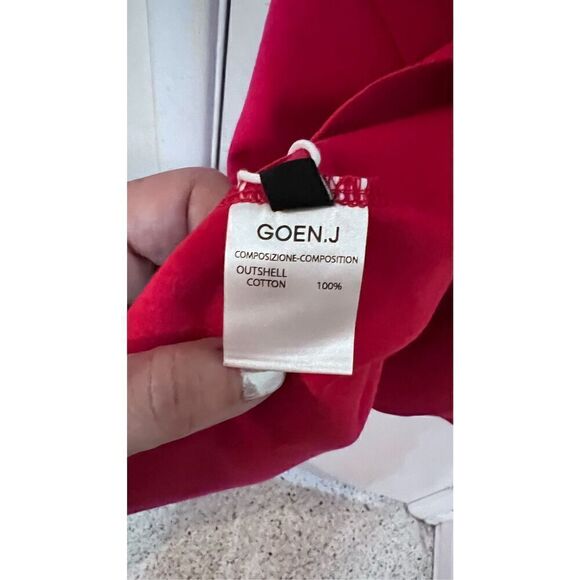 GOEN.J
COMPOSIZIONE-COMPOSITION
OUTSHELL
COTTON 100%